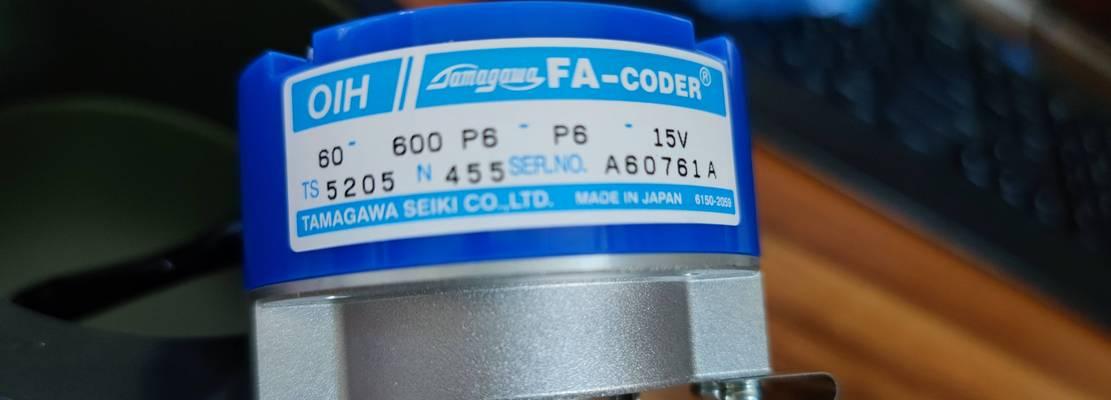 OIH Tamagawa FA-CODER®
60- 600 P6 - P6 - 15V
TS 5205 N 455 SER.NO. A60761A
TAMAGAWA SEIKI CO.,LTD. MADE IN JAPAN 6150-2059